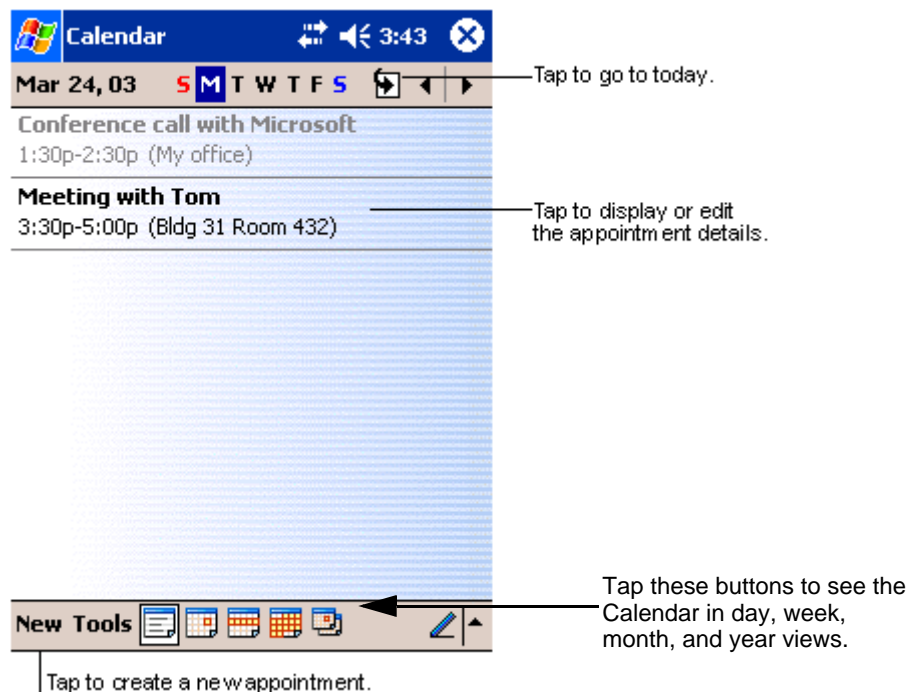 Calendar 3:43
Mar 24, 03 S M T W T F S
Tap to go to today.
Conference call with Microsoft
1:30p-2:30p (My office)
Meeting with Tom
3:30p-5:00p (Bldg 31 Room 432)
Tap to display or edit
the appointment details.
Tap these buttons to see the
Calendar in day, week,
month, and year views.
New Tools
Tap to create a new appointment.